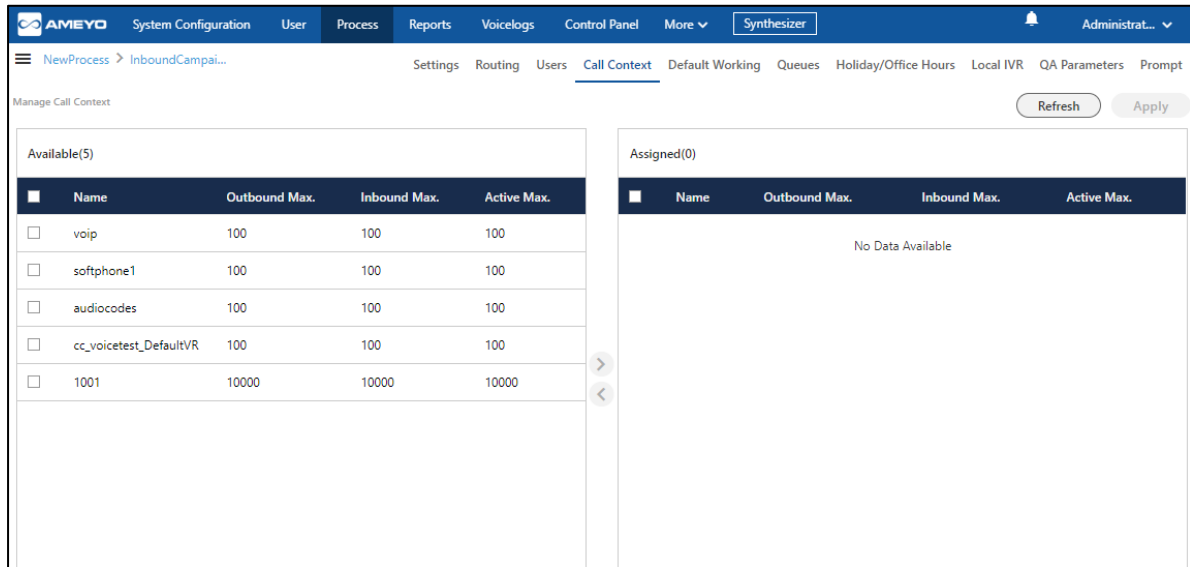 AMEYO System Configuration User Process Reports Voicelogs Control Panel More Synthesizer Administrat...
NewProcess > InboundCampai... Settings Routing Users Call Context Default Working Queues Holiday/Office Hours Local IVR QA Parameters Prompt
Manage Call Context Refresh Apply
Available(5) Assigned(0)
Name Outbound Max. Inbound Max. Active Max. Name Outbound Max. Inbound Max. Active Max.
voip 100 100 100
No Data Available
softphone1 100 100 100
audiocodes 100 100 100
cc_voicetest_DefaultVR 100 100 100
1001 10000 10000 10000